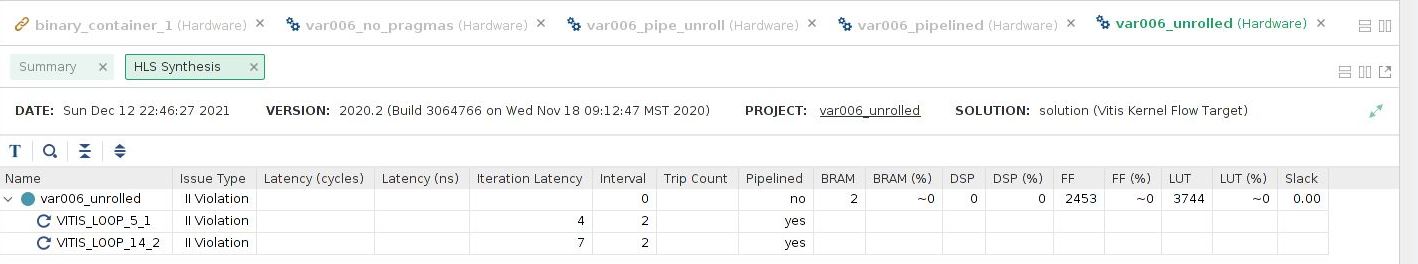 binary_container_1 (Hardware) × var006_no_pragmas (Hardware) × var006_pipe_unroll (Hardware) × var006_pipelined (Hardware) × var006_unrolled (Hardware) ×
Summary × HLS Synthesis ×
DATE: Sun Dec 12 22:46:27 2021 VERSION: 2020.2 (Build 3064766 on Wed Nov 18 09:12:47 MST 2020) PROJECT: var006_unrolled SOLUTION: solution (Vitis Kernel Flow Target)
T
Name Issue Type Latency (cycles) Latency (ns) Iteration Latency Interval Trip Count Pipelined BRAM BRAM (%) DSP DSP (%) FF FF (%) LUT LUT (%) Slack
var006_unrolled II Violation 0 no 2 ~0 0 0 2453 ~0 3744 ~0 0.00
VITIS_LOOP_5_1 II Violation 4 2 yes
VITIS_LOOP_14_2 II Violation 7 2 yes